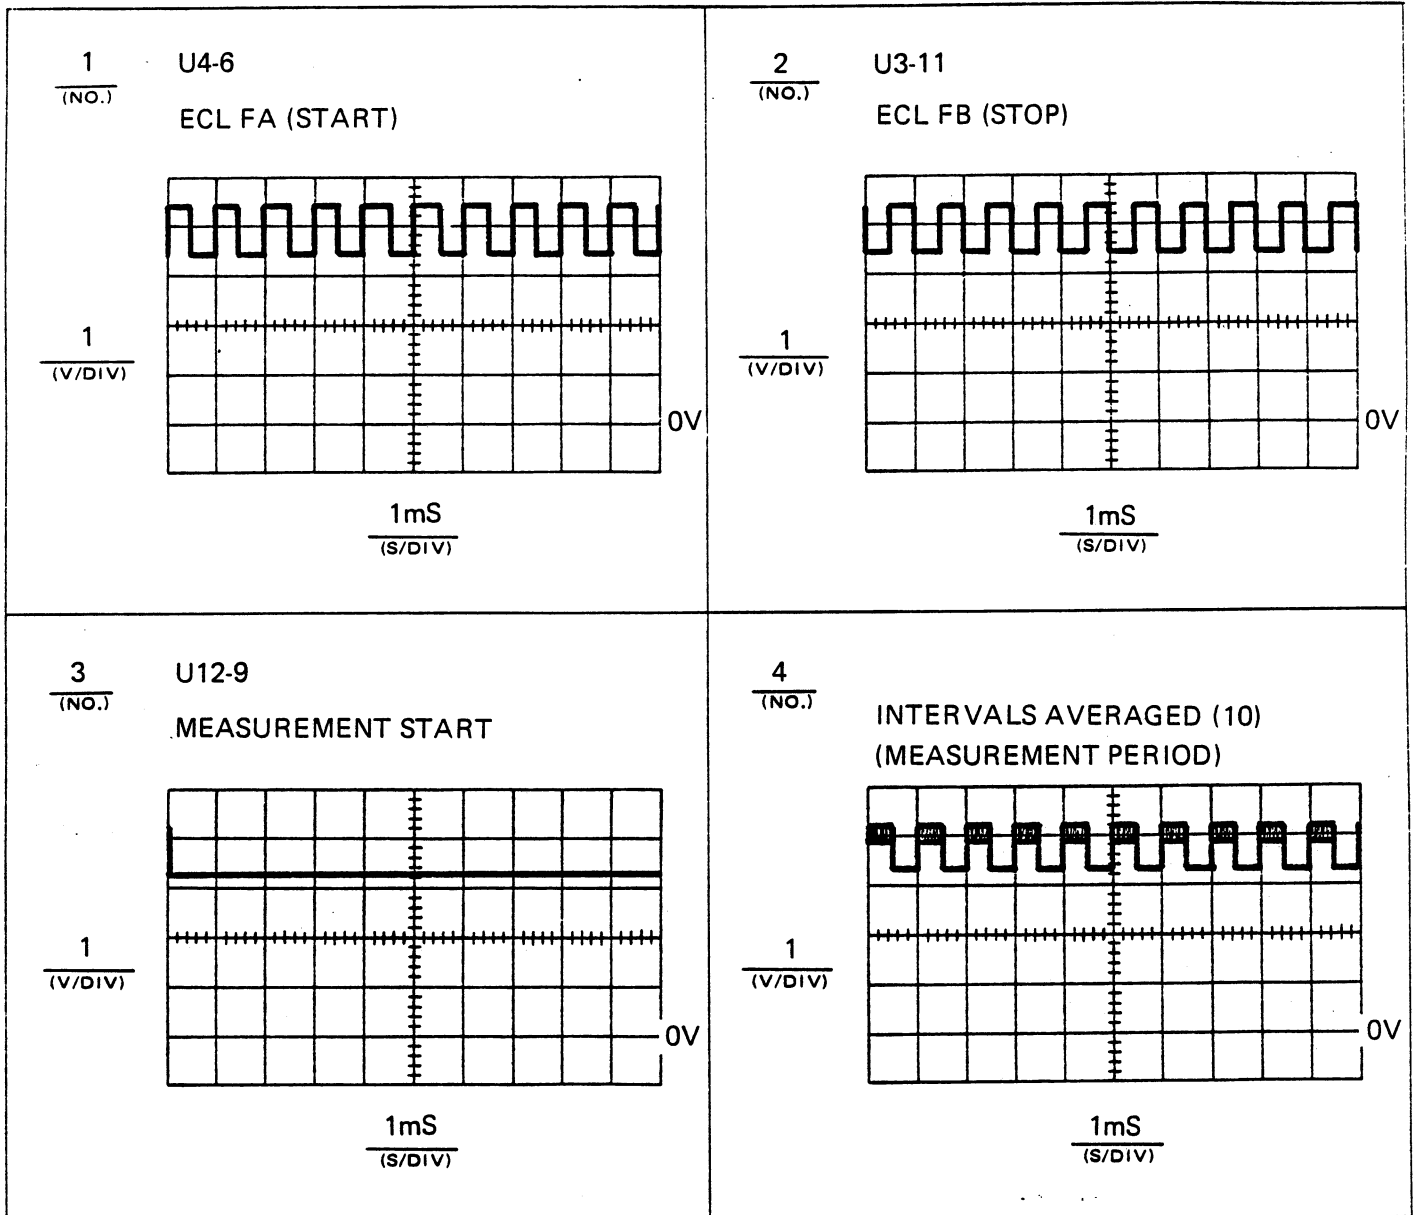 1
(NO.)
U4-6
ECL FA (START)
1
(V/DIV)
0V
1mS
(S/DIV)
2
(NO.)
U3-11
ECL FB (STOP)
1
(V/DIV)
0V
1mS
(S/DIV)
3
(NO.)
U12-9
MEASUREMENT START
1
(V/DIV)
0V
1mS
(S/DIV)
4
(NO.)
INTERVALS AVERAGED (10)
(MEASUREMENT PERIOD)
1
(V/DIV)
0V
1mS
(S/DIV)